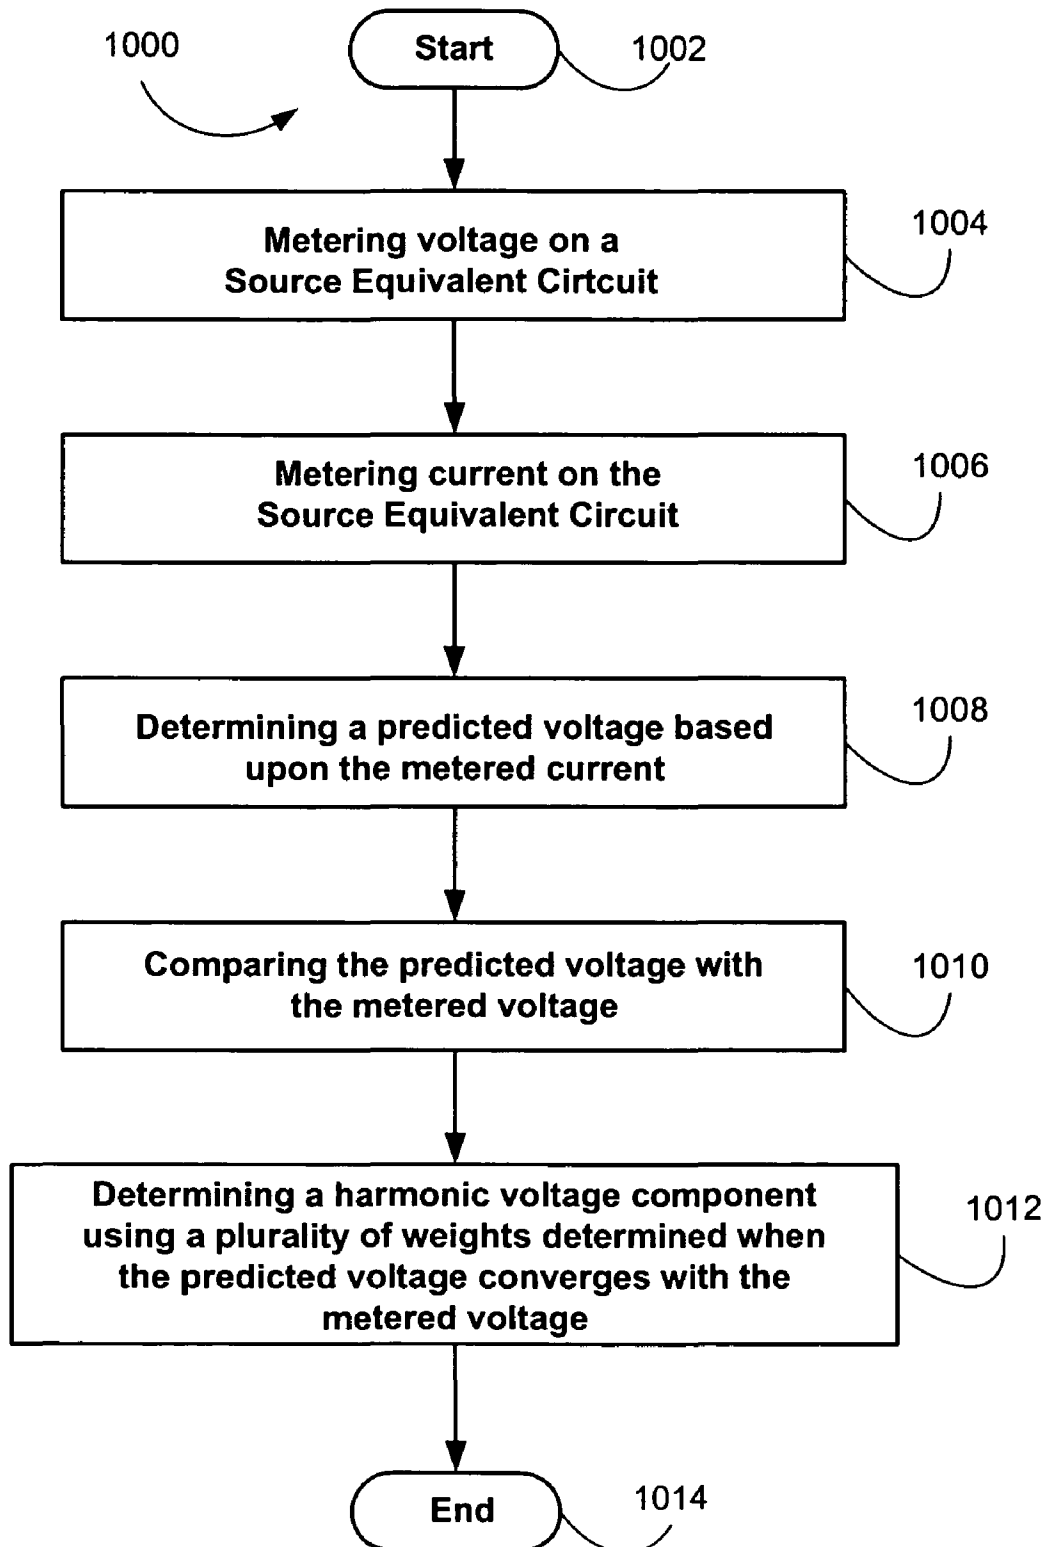 1000
Start
1002
Metering voltage on a
Source Equivalent Cirtcuit
1004
Metering current on the
Source Equivalent Circuit
1006
Determining a predicted voltage based
upon the metered current
1008
Comparing the predicted voltage with
the metered voltage
1010
Determining a harmonic voltage component
using a plurality of weights determined when
the predicted voltage converges with the
metered voltage
1012
End
1014